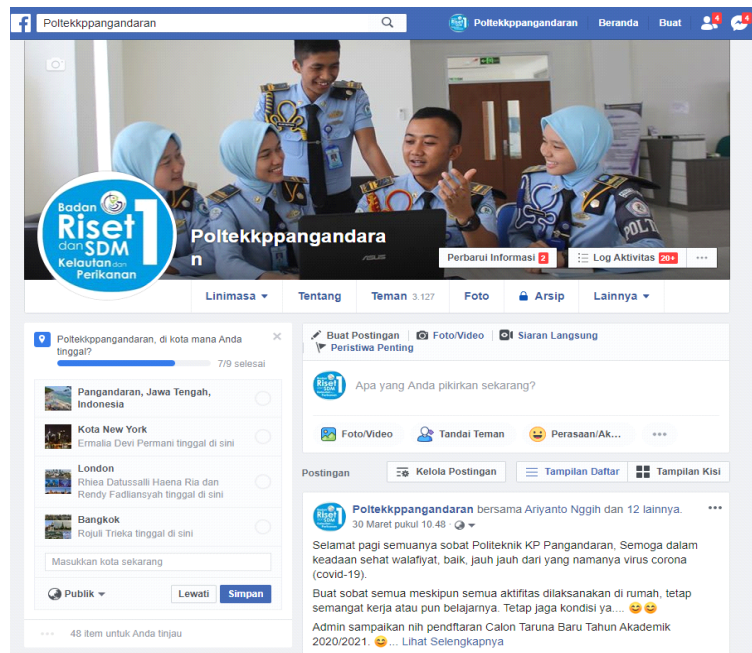 Poltekkppangandaran
Poltekkppangandaran Beranda Buat 4 4
POLT
ASUS
Badan
Riset 1
dan SDM
Kelautan dan
Perikanan
Poltekkppangandara
n
Perbarui Informasi 2 Log Aktivitas 20+ ...
Linimasa Tentang Teman 3.127 Foto Arsip Lainnya
Poltekkppangandaran, di kota mana Anda
tinggal?
7/9 selesai
Pangandaran, Jawa Tengah,
Indonesia
Kota New York
Ermalia Devi Permani tinggal di sini
London
Rhiea Datussalli Haena Ria dan
Rendy Fadliansyah tinggal di sini
Bangkok
Rojuli Trieka tinggal di sini
Masukkan kota sekarang
Publik Lewati Simpan
48 item untuk Anda tinjau
Buat Postingan Foto/Video Siaran Langsung
Peristiwa Penting
Apa yang Anda pikirkan sekarang?
Foto/Video Tandai Teman Perasaan/Ak... ...
Postingan Kelola Postingan Tampilan Daftar Tampilan Kisi
Poltekkppangandaran bersama Ariyanto Nggih dan 12 lainnya.
30 Maret pukul 10.48 ·
Selamat pagi semuanya sobat Politeknik KP Pangandaran, Semoga dalam
keadaan sehat walafiyat, baik, jauh jauh dari yang namanya virus corona
(covid-19).
Buat sobat semua meskipun semua aktifitas dilaksanakan di rumah, tetap
semangat kerja atau pun belajarnya. Tetap jaga kondisi ya.... 😄😄
Admin sampaikan nih pendftaran Calon Taruna Baru Tahun Akademik
2020/2021. 😄... Lihat Selengkapnya